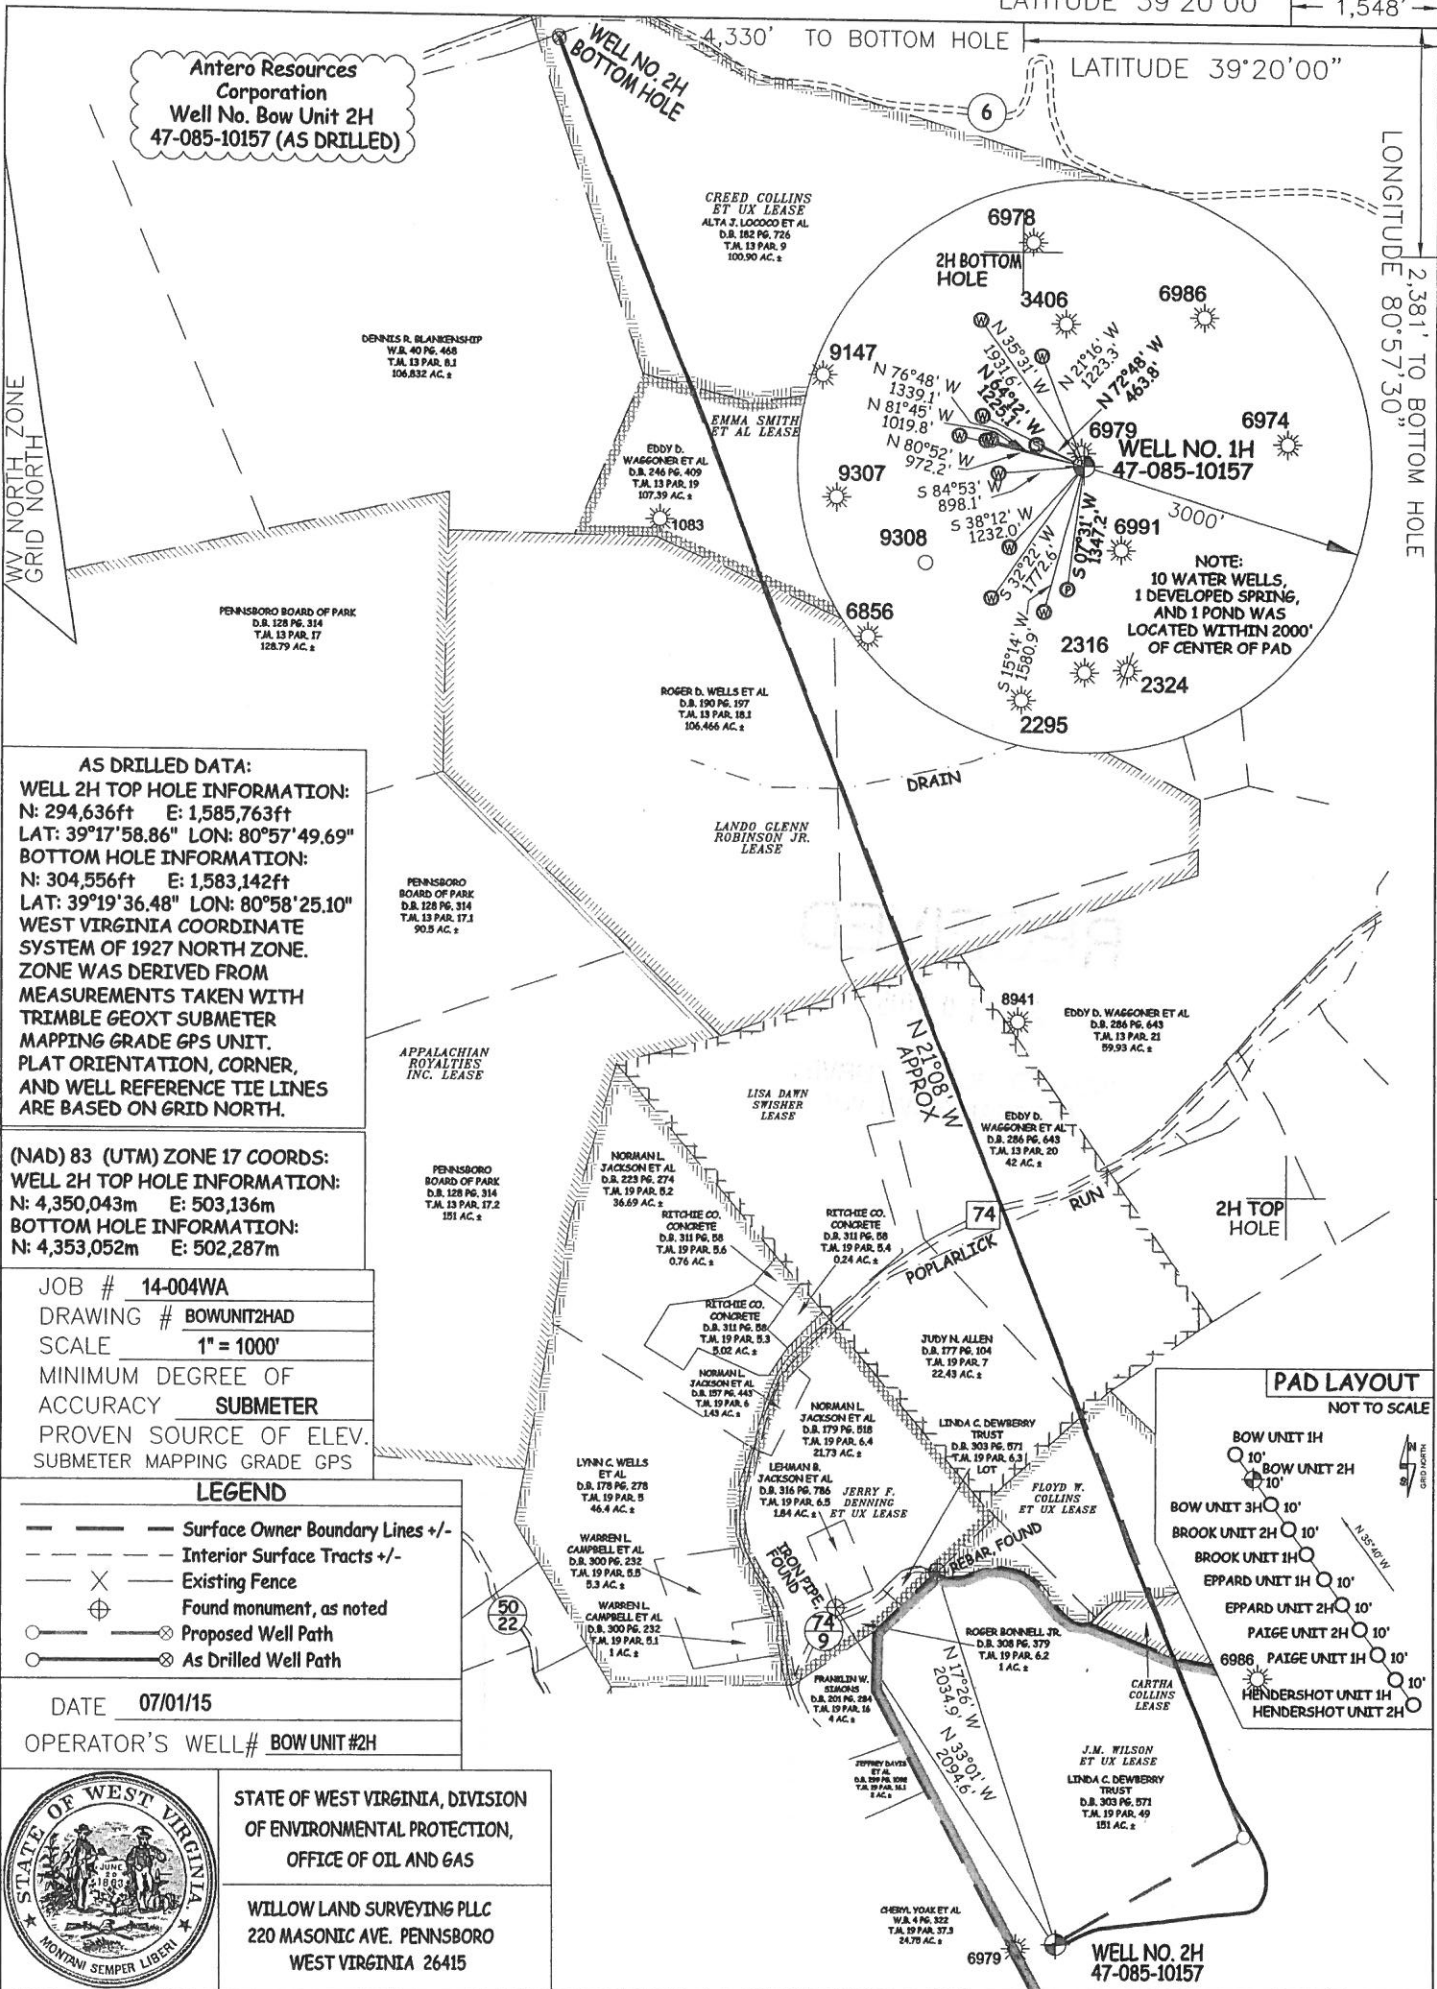 LATITUDE 39°20'00"
1,548'
4,330' TO BOTTOM HOLE
LATITUDE 39°20'00"
Antero Resources
Corporation
Well No. Bow Unit 2H
47-085-10157 (AS DRILLED)
WELL NO. 2H
BOTTOM HOLE
6
LONGITUDE 80°57'30"
2,381' TO BOTTOM HOLE
WV NORTH ZONE
GRID NORTH
CREED COLLINS
ET UX LEASE
ALTA J. LOCOCO ET AL
D.B. 182 PG. 726
T.M. 13 PAR. 9
100.90 AC. ±
DENNIS R. BLANKENSHIP
W.B. 40 PG. 468
T.M. 13 PAR. 8.1
106.832 AC. ±
EMMA SMITH
ET AL LEASE
EDDY D.
WAGGONER ET AL
D.B. 246 PG. 409
T.M. 13 PAR. 19
107.39 AC. ±
1083
6978
2H BOTTOM
HOLE
3406
6986
9147
N 35°31' W
1931.6'
N 21°16' W
1223.3'
N 72°48' W
463.8'
N 76°48' W
1339.1'
N 64°12' W
1225.1'
N 81°45' W
1019.8'
N 80°52' W
972.2'
6979
6974
WELL NO. 1H
47-085-10157
9307
S 84°53' W
898.1'
S 38°12' W
1232.0'
3000'
9308
S 32°22' W
1772.6'
S 07°31' W
1347.2'
6991
NOTE:
10 WATER WELLS,
1 DEVELOPED SPRING,
AND 1 POND WAS
LOCATED WITHIN 2000'
OF CENTER OF PAD
6856
S 15°14' W
1580.9'
2316
2324
2295
PENNSBORO BOARD OF PARK
D.B. 128 PG. 314
T.M. 13 PAR. 17
128.79 AC. ±
ROGER D. WELLS ET AL
D.B. 190 PG. 197
T.M. 13 PAR. 18.1
106.466 AC. ±
DRAIN
LANDO GLENN
ROBINSON JR.
LEASE
AS DRILLED DATA:
WELL 2H TOP HOLE INFORMATION:
N: 294,636ft E: 1,585,763ft
LAT: 39°17'58.86" LON: 80°57'49.69"
BOTTOM HOLE INFORMATION:
N: 304,556ft E: 1,583,142ft
LAT: 39°19'36.48" LON: 80°58'25.10"
WEST VIRGINIA COORDINATE
SYSTEM OF 1927 NORTH ZONE.
ZONE WAS DERIVED FROM
MEASUREMENTS TAKEN WITH
TRIMBLE GEOXT SUBMETER
MAPPING GRADE GPS UNIT.
PLAT ORIENTATION, CORNER,
AND WELL REFERENCE TIE LINES
ARE BASED ON GRID NORTH.
PENNSBORO
BOARD OF PARK
D.B. 128 PG. 314
T.M. 13 PAR. 17.1
90.5 AC. ±
APPALACHIAN
ROYALTIES
INC. LEASE
8941
EDDY D. WAGGONER ET AL
D.B. 286 PG. 643
T.M. 13 PAR. 21
59.93 AC. ±
N 21°08' W
APPROX
LISA DAWN
SWISHER
LEASE
EDDY D.
WAGGONER ET AL
D.B. 286 PG. 643
T.M. 13 PAR. 20
42 AC. ±
(NAD) 83 (UTM) ZONE 17 COORDS:
WELL 2H TOP HOLE INFORMATION:
N: 4,350,043m E: 503,136m
BOTTOM HOLE INFORMATION:
N: 4,353,052m E: 502,287m
PENNSBORO
BOARD OF PARK
D.B. 128 PG. 314
T.M. 13 PAR. 17.2
151 AC. ±
NORMAN L.
JACKSON ET AL
D.B. 223 PG. 274
T.M. 19 PAR. 5.2
36.69 AC. ±
RITCHIE CO.
CONCRETE
D.B. 311 PG. 58
T.M. 19 PAR. 5.6
0.76 AC. ±
RITCHIE CO.
CONCRETE
D.B. 311 PG. 58
T.M. 19 PAR. 5.4
0.24 AC. ±
74
RUN
POPLARLICK
2H TOP
HOLE
JOB # 14-004WA
DRAWING # BOWUNIT2HAD
SCALE 1" = 1000'
MINIMUM DEGREE OF
ACCURACY SUBMETER
PROVEN SOURCE OF ELEV.
SUBMETER MAPPING GRADE GPS
RITCHIE CO.
CONCRETE
D.B. 311 PG. 58
T.M. 19 PAR. 5.3
5.02 AC. ±
JUDY N. ALLEN
D.B. 177 PG. 104
T.M. 19 PAR. 7
22.43 AC. ±
NORMAN L.
JACKSON ET AL
D.B. 157 PG. 443
T.M. 19 PAR. 6
1.43 AC. ±
NORMAN L.
JACKSON ET AL
D.B. 179 PG. 518
T.M. 19 PAR. 6.4
21.73 AC. ±
LINDA C. DEWBERRY
TRUST
D.B. 303 PG. 571
T.M. 19 PAR. 6.3
LOT
LYNN C. WELLS
ET AL
D.B. 178 PG. 278
T.M. 19 PAR. 5
46.4 AC. ±
LEHMAN B.
JACKSON ET AL
D.B. 316 PG. 786
T.M. 19 PAR. 6.5
1.84 AC. ±
JERRY F.
DENNING
ET UX LEASE
FLOYD W.
COLLINS
ET UX LEASE
PAD LAYOUT
NOT TO SCALE
BOW UNIT 1H
10'
BOW UNIT 2H
10'
BOW UNIT 3H 10'
BROOK UNIT 2H 10'
BROOK UNIT 1H 10'
EPPARD UNIT 1H 10'
EPPARD UNIT 2H 10'
PAIGE UNIT 2H 10'
PAIGE UNIT 1H 10'
10'
HENDERSHOT UNIT 1H
HENDERSHOT UNIT 2H
N 35°40' W
GRID NORTH
6986
LEGEND
Surface Owner Boundary Lines +/-
Interior Surface Tracts +/-
Existing Fence
Found monument, as noted
Proposed Well Path
As Drilled Well Path
WARREN L.
CAMPBELL ET AL
D.B. 300 PG. 232
T.M. 19 PAR. 5.5
5.3 AC. ±
WARREN L.
CAMPBELL ET AL
D.B. 300 PG. 232
T.M. 19 PAR. 5.1
1 AC. ±
50
22
IRON PIPE,
FOUND
REBAR, FOUND
74
9
ROGER BONNELL JR.
D.B. 308 PG. 379
T.M. 19 PAR. 6.2
1 AC. ±
FRANKLIN W.
SIMONS
D.B. 201 PG. 284
T.M. 19 PAR. 16
4 AC. ±
N 17°26' W
2034.9'
N 33°01' W
2094.6'
CARTHA
COLLINS
LEASE
J.M. WILSON
ET UX LEASE
LINDA C. DEWBERRY
TRUST
D.B. 303 PG. 571
T.M. 19 PAR. 49
151 AC. ±
JEFFREY DAVIS
ET AL
DATE 07/01/15
OPERATOR'S WELL# BOW UNIT #2H
STATE OF WEST VIRGINIA
JUNE
20
1863
MONTANI SEMPER LIBERI
STATE OF WEST VIRGINIA, DIVISION
OF ENVIRONMENTAL PROTECTION,
OFFICE OF OIL AND GAS
WILLOW LAND SURVEYING PLLC
220 MASONIC AVE. PENNSBORO
WEST VIRGINIA 26415
CHERYL YOAK ET AL
W.B. 4 PG. 322
T.M. 19 PAR. 37.3
24.75 AC. ±
6979
WELL NO. 2H
47-085-10157